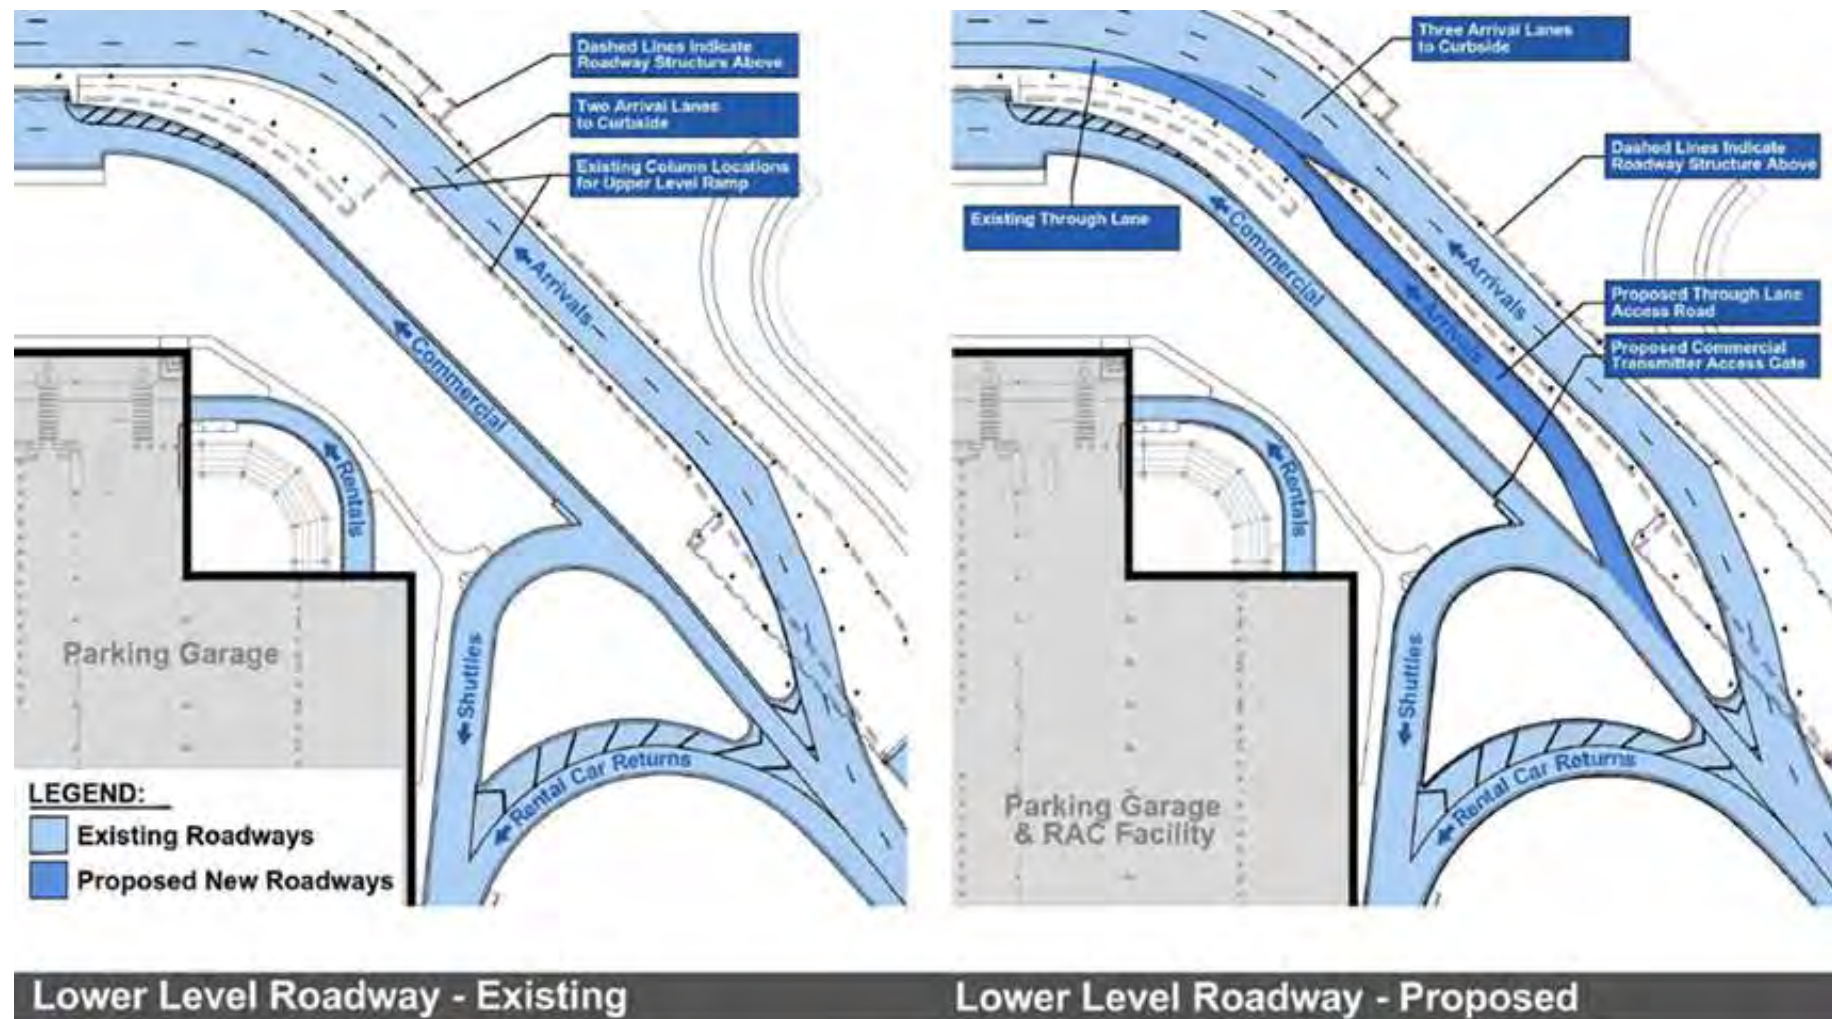 Dashed Lines Indicate
Roadway Structure Above
Two Arrival Lanes
to Curbside
Existing Column Locations
for Upper Level Ramp
Arrivals
Commercial
Rentals
Parking Garage
Shuttles
Rental Car Returns
LEGEND:
Existing Roadways
Proposed New Roadways
Lower Level Roadway - Existing
Three Arrival Lanes
to Curbside
Dashed Lines Indicate
Roadway Structure Above
Existing Through Lane
Commercial
Arrivals
Arrivals
Proposed Through Lane
Access Road
Proposed Commercial
Transmitter Access Gate
Rentals
Shuttles
Rental Car Returns
Parking Garage
& RAC Facility
Lower Level Roadway - Proposed